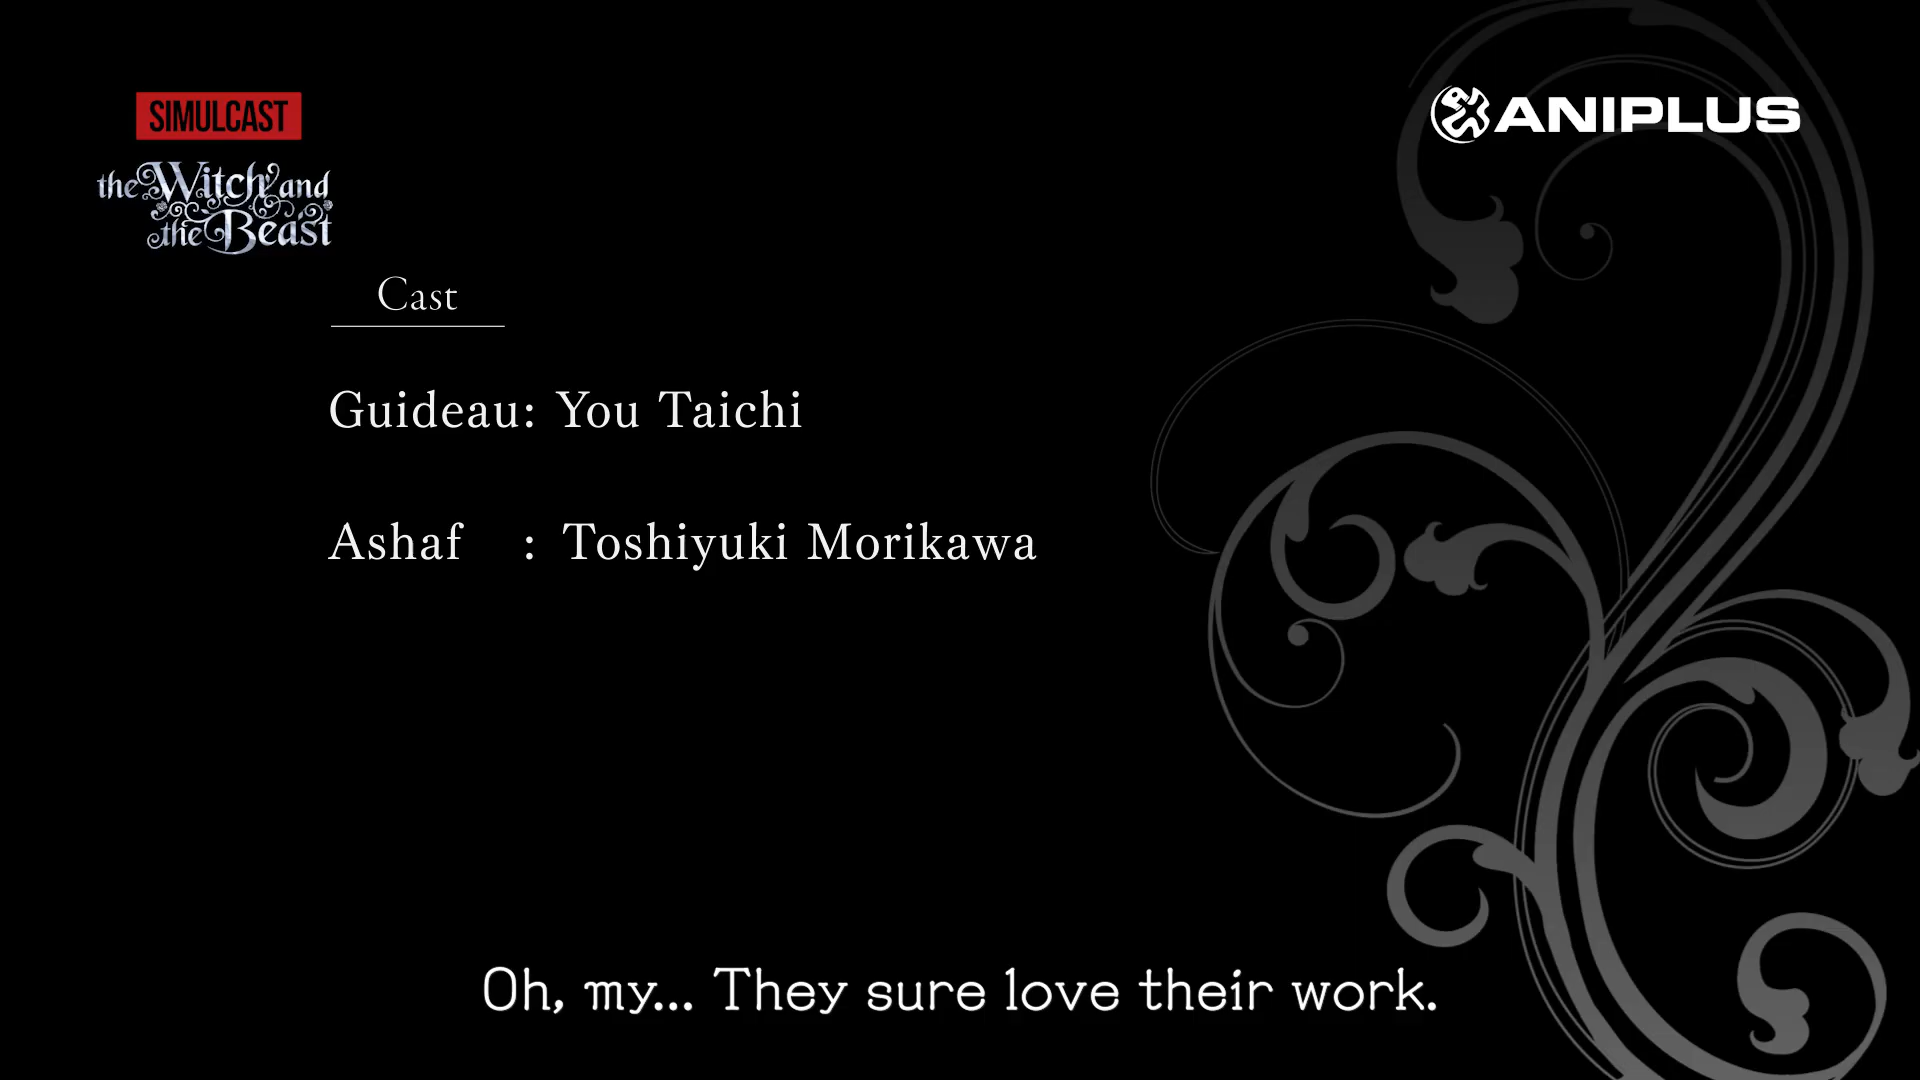 SIMULCAST
ANIPLUS
the Witch and
the Beast
Cast
Guideau: You Taichi
Ashaf : Toshiyuki Morikawa
Oh, my... They sure love their work.